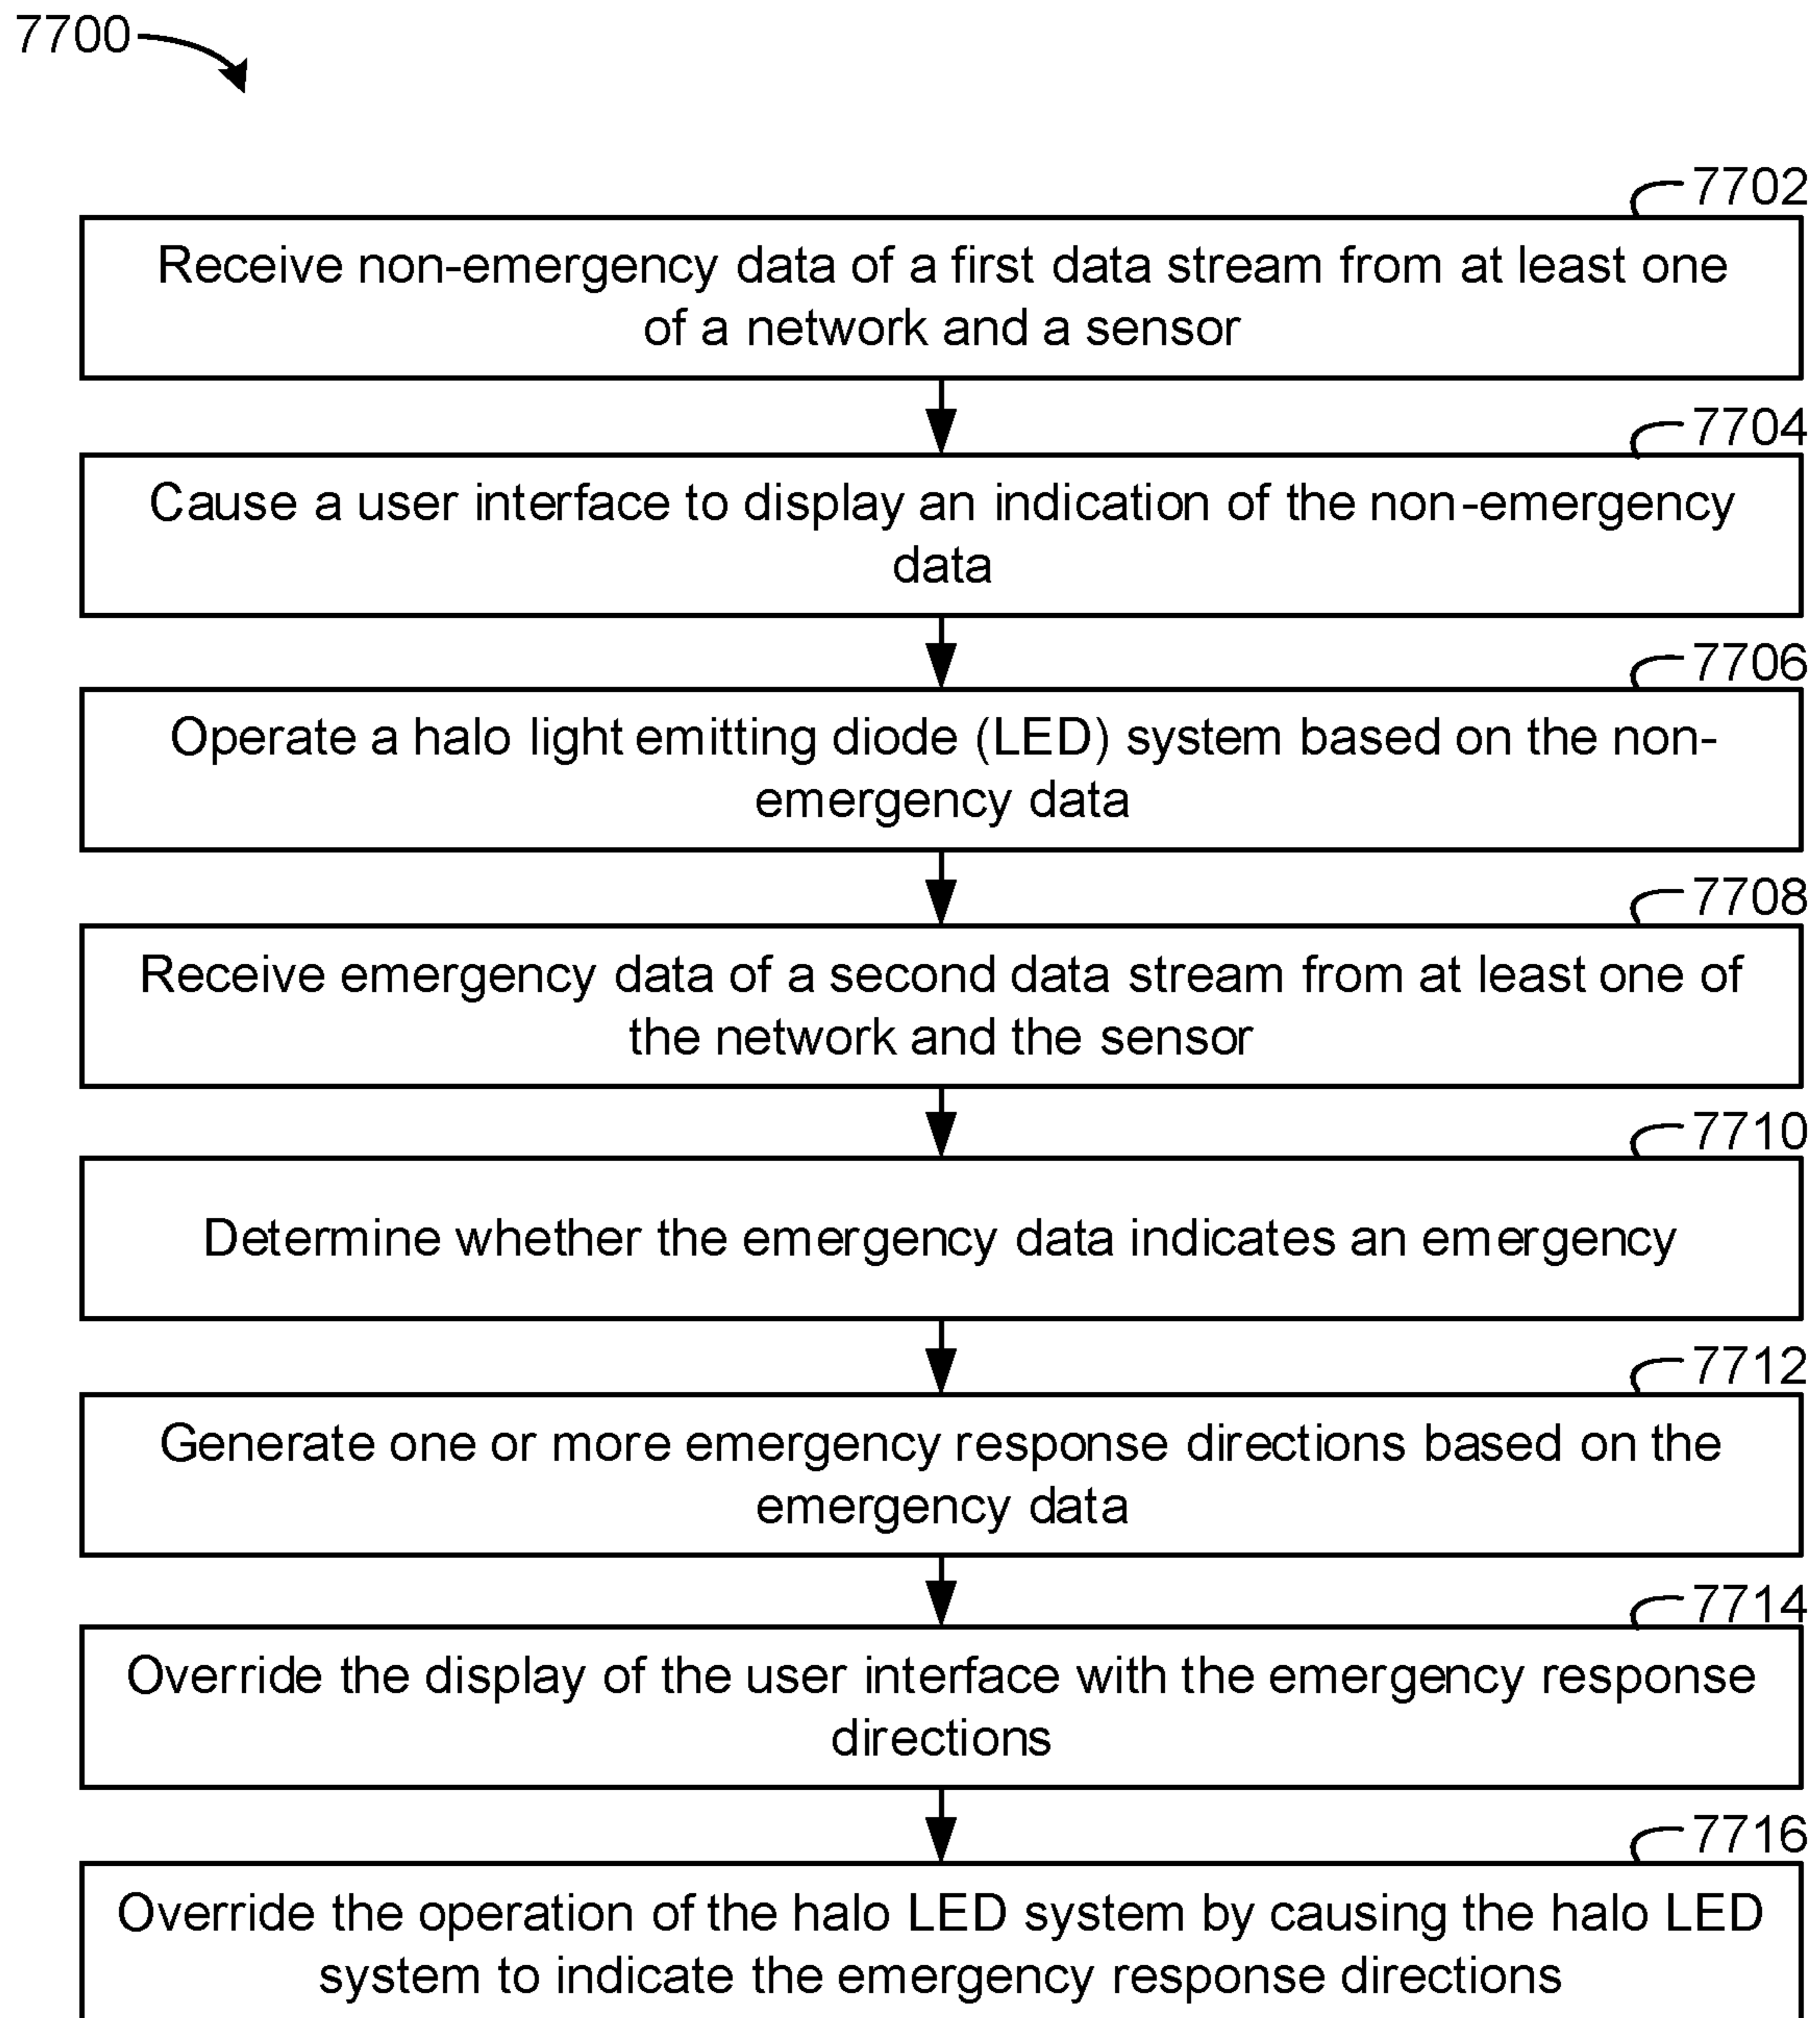 7700
7702
Receive non-emergency data of a first data stream from at least one
of a network and a sensor
7704
Cause a user interface to display an indication of the non-emergency
data
7706
Operate a halo light emitting diode (LED) system based on the non-
emergency data
7708
Receive emergency data of a second data stream from at least one of
the network and the sensor
7710
Determine whether the emergency data indicates an emergency
7712
Generate one or more emergency response directions based on the
emergency data
7714
Override the display of the user interface with the emergency response
directions
7716
Override the operation of the halo LED system by causing the halo LED
system to indicate the emergency response directions